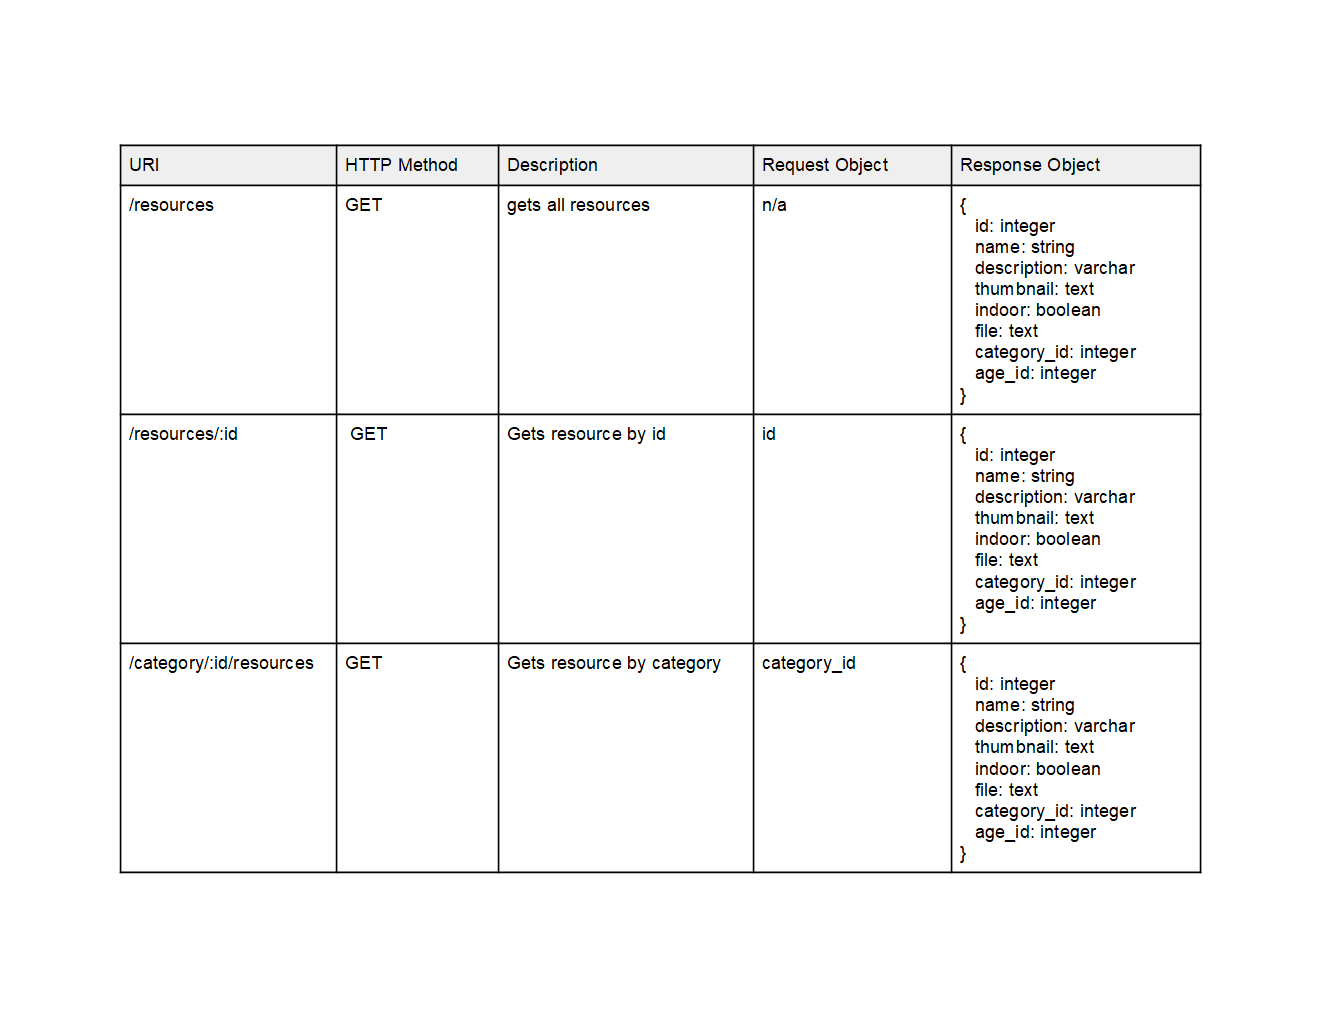 URI HTTP Method Description Request Object Response Object
/resources GET gets all resources n/a {
id: integer
name: string
description: varchar
thumbnail: text
indoor: boolean
file: text
category_id: integer
age_id: integer
}
/resources/:id GET Gets resource by id id {
id: integer
name: string
description: varchar
thumbnail: text
indoor: boolean
file: text
category_id: integer
age_id: integer
}
/category/:id/resources GET Gets resource by category category_id {
id: integer
name: string
description: varchar
thumbnail: text
indoor: boolean
file: text
category_id: integer
age_id: integer
}